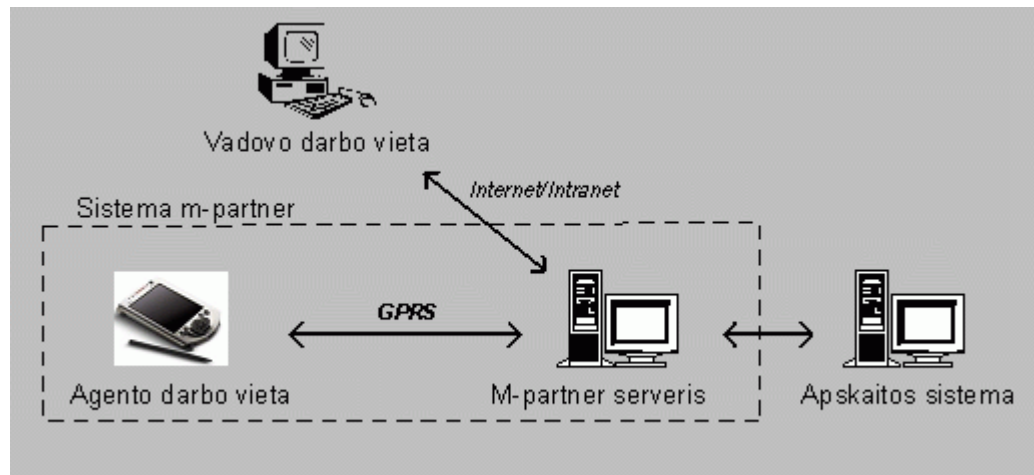 Vadovo darbo vieta
Internet/Intranet
Sistema m-partner
GPRS
Agento darbo vieta
M-partner serveris
Apskaitos sistema